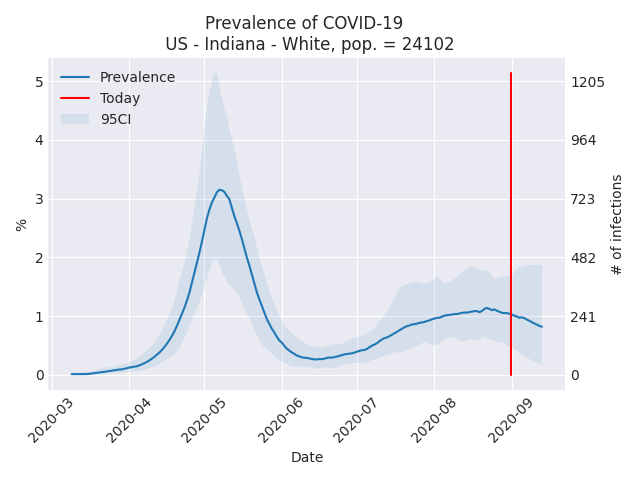 Prevalence of COVID-19
US - Indiana - White, pop. = 24102
Prevalence
Today
95CI
5
4
3
2
1
0
%
1205
964
723
482
241
0
# of infections
2020-03
2020-04
2020-05
2020-06
2020-07
2020-08
2020-09
Date